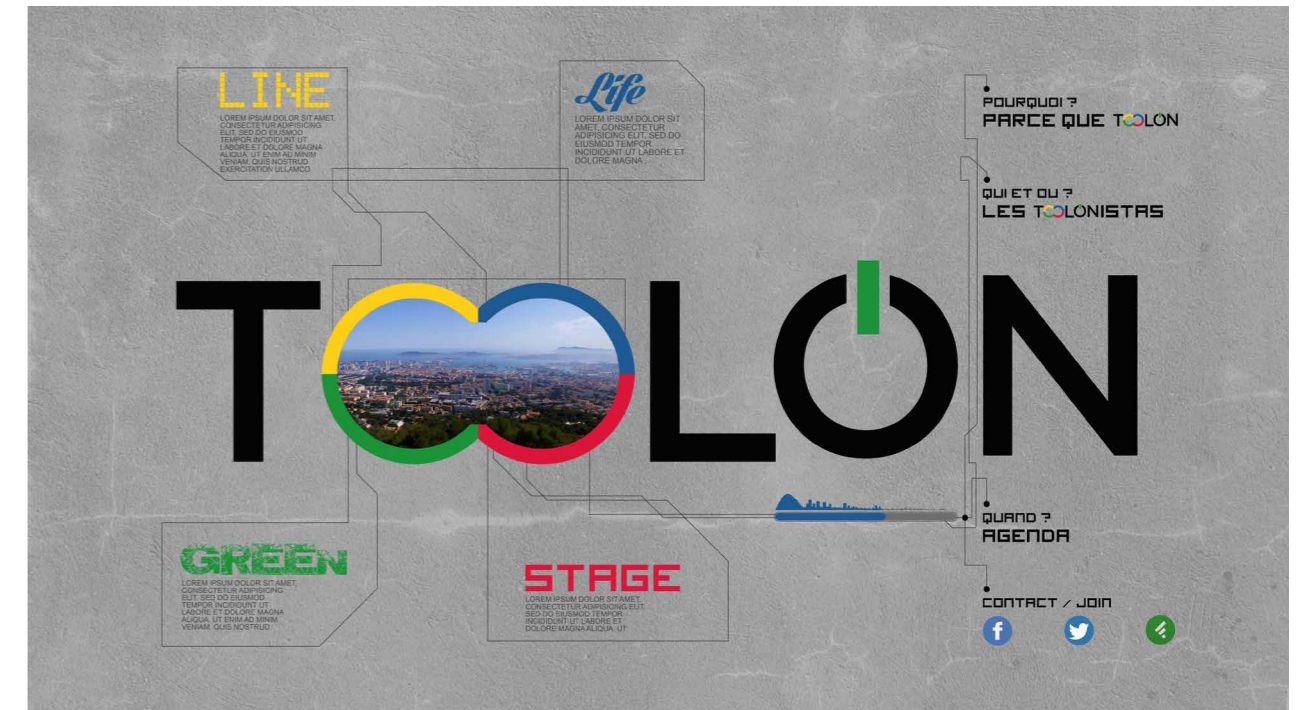 LINE
LOREM IPSUM DOLOR SIT AMET,
CONSECTETUR ADIPISICING
ELIT, SED DO EIUSMOD
TEMPOR INCIDIDUNT UT
LABORE ET DOLORE MAGNA
ALIQUA. UT ENIM AD MINIM
VENIAM, QUIS NOSTRUD
EXERCITATION ULLAMCO
Life
LOREM IPSUM DOLOR SIT
AMET, CONSECTETUR
ADIPISICING ELIT, SED DO
EIUSMOD TEMPOR
INCIDIDUNT UT LABORE ET
DOLORE MAGNA
POURQUOI ?
PARCE QUE TOOLON
QUI ET OU ?
LES TOOLONISTAS
TOOLON
GREEN
LOREM IPSUM DOLOR SIT AMET,
CONSECTETUR ADIPISICING
ELIT, SED DO EIUSMOD
TEMPOR INCIDIDUNT UT
LABORE ET DOLORE MAGNA
ALIQUA. UT ENIM AD MINIM
VENIAM, QUIS NOSTRUD
STAGE
LOREM IPSUM DOLOR SIT AMET,
CONSECTETUR ADIPISICING ELIT,
SED DO EIUSMOD TEMPOR
INCIDIDUNT UT LABORE ET
DOLORE MAGNA ALIQUA. UT
QUAND ?
AGENDA
CONTACT / JOIN